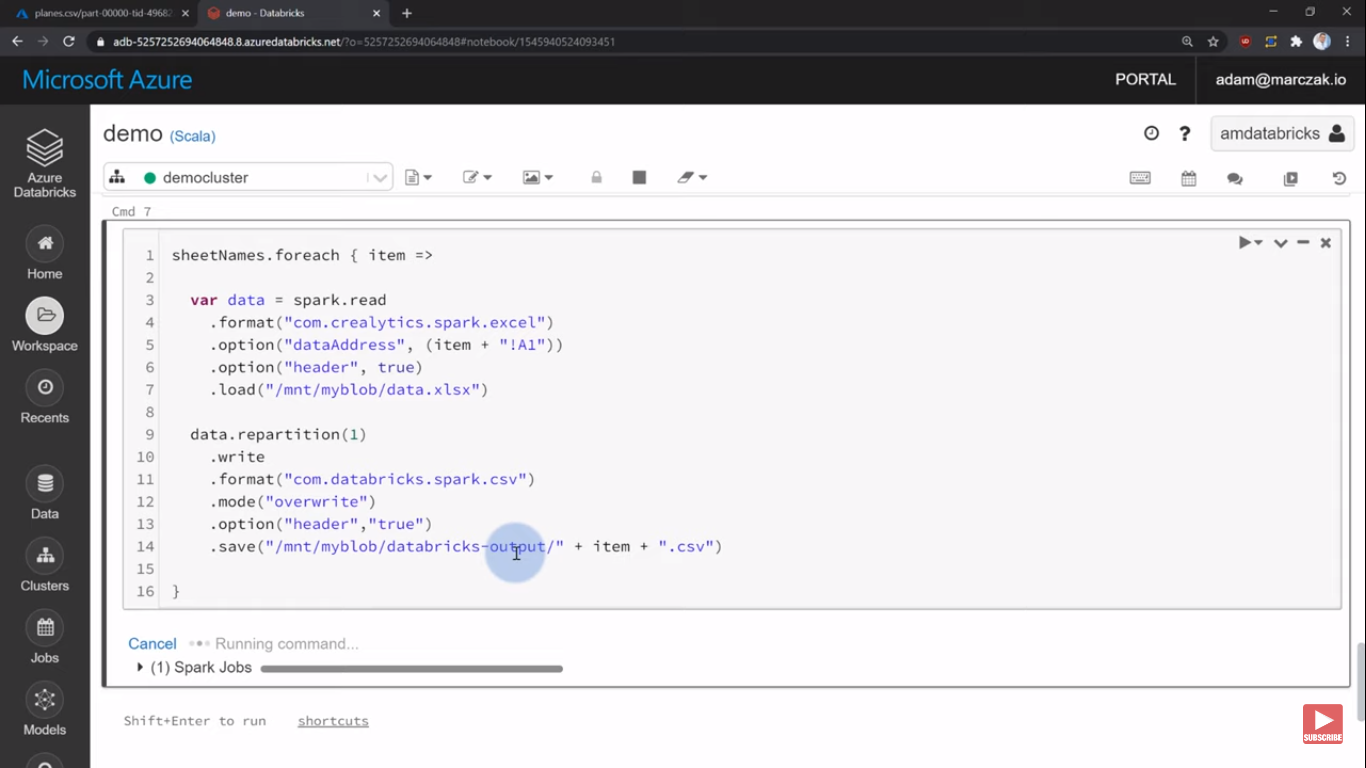 planes.csv/part-00000-tid-49682
demo - Databricks
adb-5257252694064848.8.azuredatabricks.net/?o=5257252694064848#notebook/1545940524093451
Microsoft Azure
PORTAL
adam@marczak.io
Azure
Databricks
Home
Workspace
Recents
Data
Clusters
Jobs
Models
demo (Scala)
? amdatabricks
democluster
Cmd 7
1 sheetNames.foreach { item =>
2
3 var data = spark.read
4 .format("com.crealytics.spark.excel")
5 .option("dataAddress", (item + "!A1"))
6 .option("header", true)
7 .load("/mnt/myblob/data.xlsx")
8
9 data.repartition(1)
10 .write
11 .format("com.databricks.spark.csv")
12 .mode("overwrite")
13 .option("header","true")
14 .save("/mnt/myblob/databricks-output/" + item + ".csv")
15
16 }
Cancel Running command...
(1) Spark Jobs
Shift+Enter to run shortcuts
SUBSCRIBE